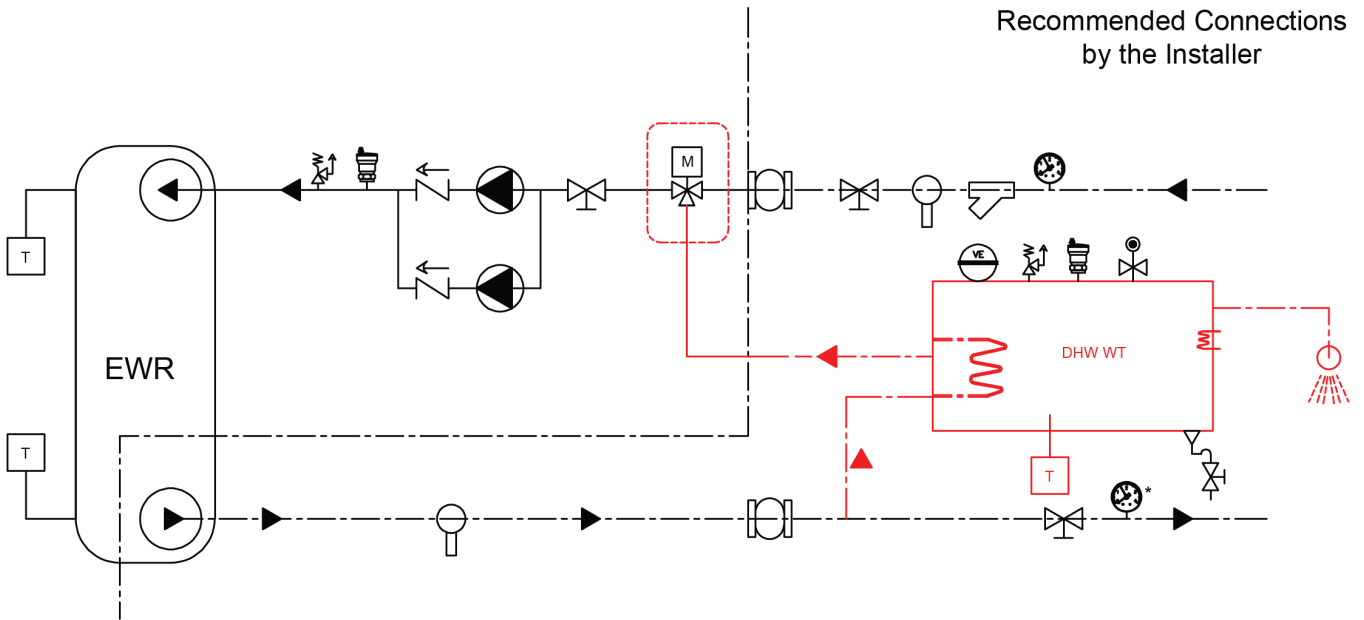 Recommended Connections
by the Installer
M
T
VE
EWR
DHW WT
T
T
*